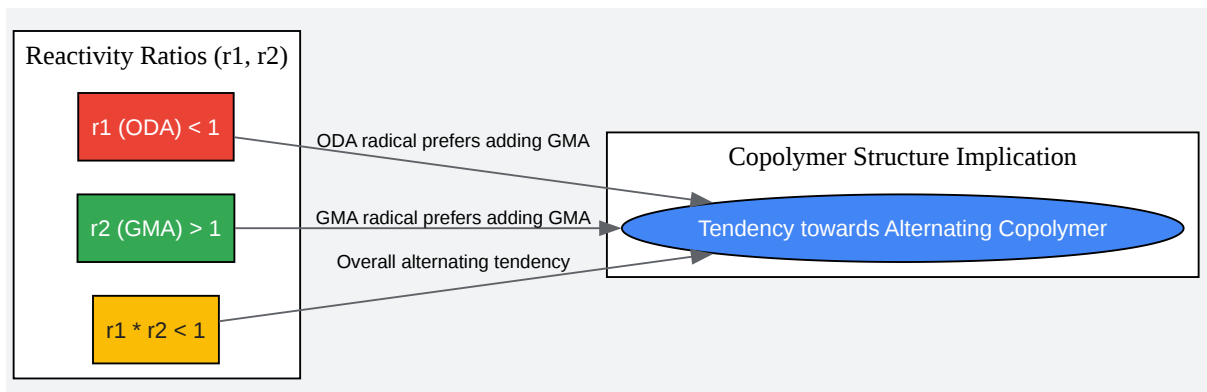 Reactivity Ratios (r1, r2)
r1 (ODA) < 1
ODA radical prefers adding GMA
Copolymer Structure Implication
r2 (GMA) > 1
GMA radical prefers adding GMA
Tendency towards Alternating Copolymer
Overall alternating tendency
r1 * r2 < 1